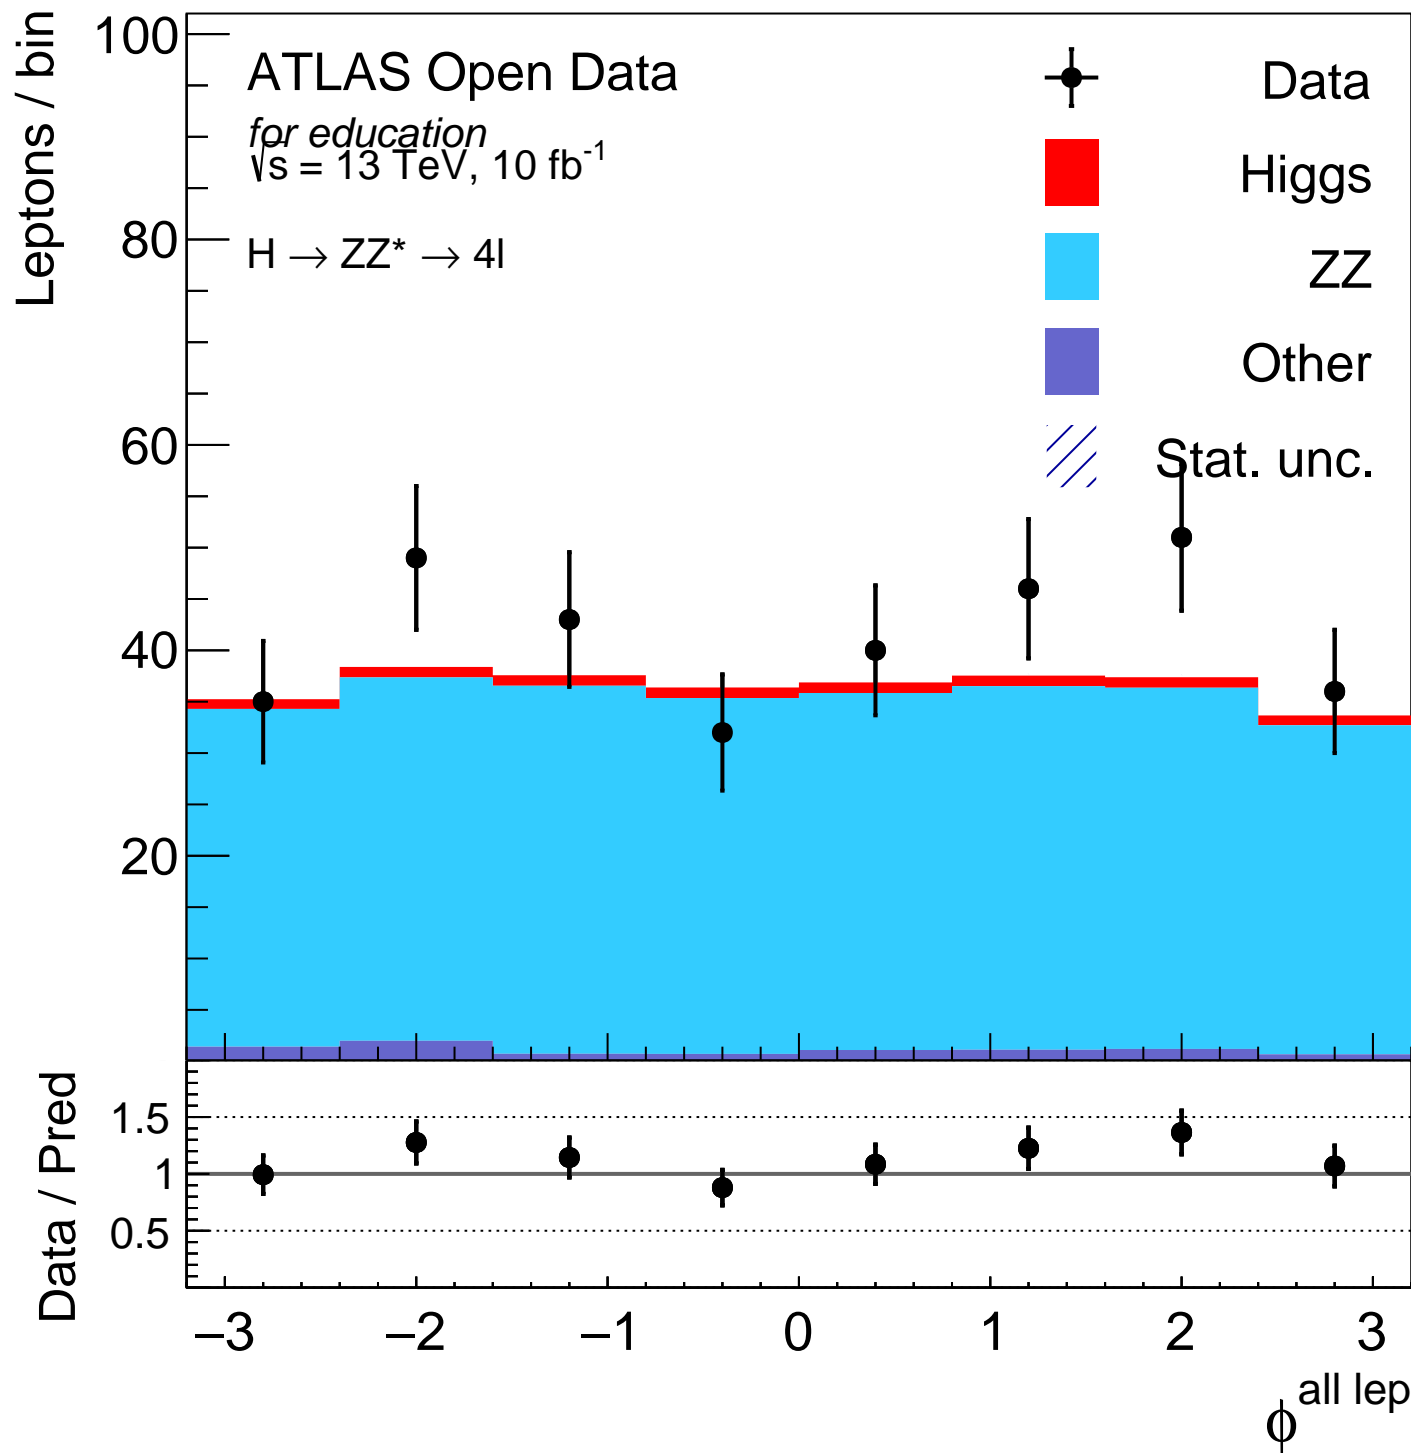 Leptons / bin
100
80
60
40
20
ATLAS Open Data
for education
√s = 13 TeV, 10 fb-1
H → ZZ* → 4l
Data
Higgs
ZZ
Other
Stat. unc.
Data / Pred
1.5
1
0.5
−3 −2 −1 0 1 2 3
ϕ all lep